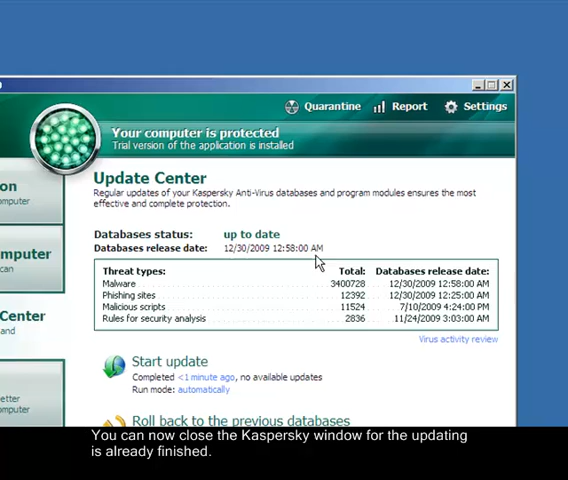 Quarantine Report Settings
Your computer is protected
Trial version of the application is installed
on
omputer
Update Center
Regular updates of your Kaspersky Anti-Virus databases and program modules ensures the most
effective and complete protection.
Databases status: up to date
Databases release date: 12/30/2009 12:58:00 AM
mputer
can
Threat types: Total: Databases release date:
Malware 3400728 12/30/2009 12:58:00 AM
Phishing sites 12392 12/30/2009 12:25:00 AM
Malicious scripts 11524 7/10/2009 4:24:00 PM
Rules for security analysis 2836 11/24/2009 3:03:00 AM
Center
and
Virus activity review
Start update
Completed <1 minute ago, no available updates
Run mode: automatically
etter
omputer
Roll back to the previous databases
You can now close the Kaspersky window for the updating
is already finished.